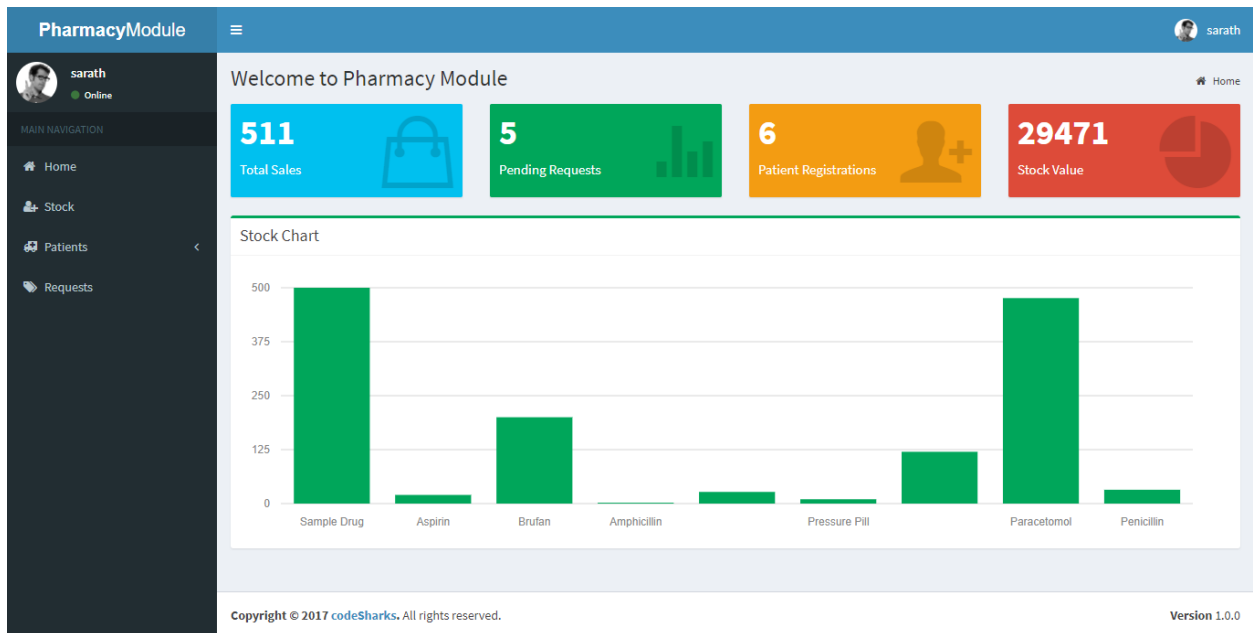 PharmacyModule
sarath
sarath
Online
MAIN NAVIGATION
Home
Stock
Patients
Requests
Welcome to Pharmacy Module
Home
511
Total Sales
5
Pending Requests
6
Patient Registrations
29471
Stock Value
Stock Chart
500
375
250
125
0
Sample Drug Aspirin Brufan Amphicillin Pressure Pill Paracetomol Penicillin
Copyright © 2017 codeSharks. All rights reserved.
Version 1.0.0